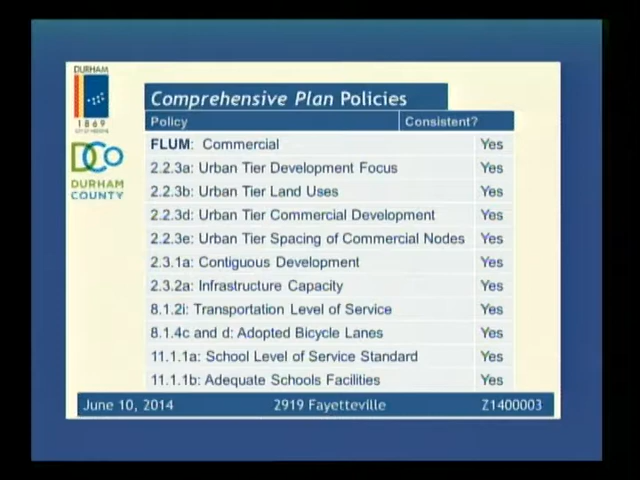 DURHAM
1869
CITY OF MEDICINE
DCo
DURHAM
COUNTY
Comprehensive Plan Policies
Policy Consistent?
FLUM: Commercial Yes
2.2.3a: Urban Tier Development Focus Yes
2.2.3b: Urban Tier Land Uses Yes
2.2.3d: Urban Tier Commercial Development Yes
2.2.3e: Urban Tier Spacing of Commercial Nodes Yes
2.3.1a: Contiguous Development Yes
2.3.2a: Infrastructure Capacity Yes
8.1.2i: Transportation Level of Service Yes
8.1.4c and d: Adopted Bicycle Lanes Yes
11.1.1a: School Level of Service Standard Yes
11.1.1b: Adequate Schools Facilities Yes
June 10, 2014 2919 Fayetteville Z1400003